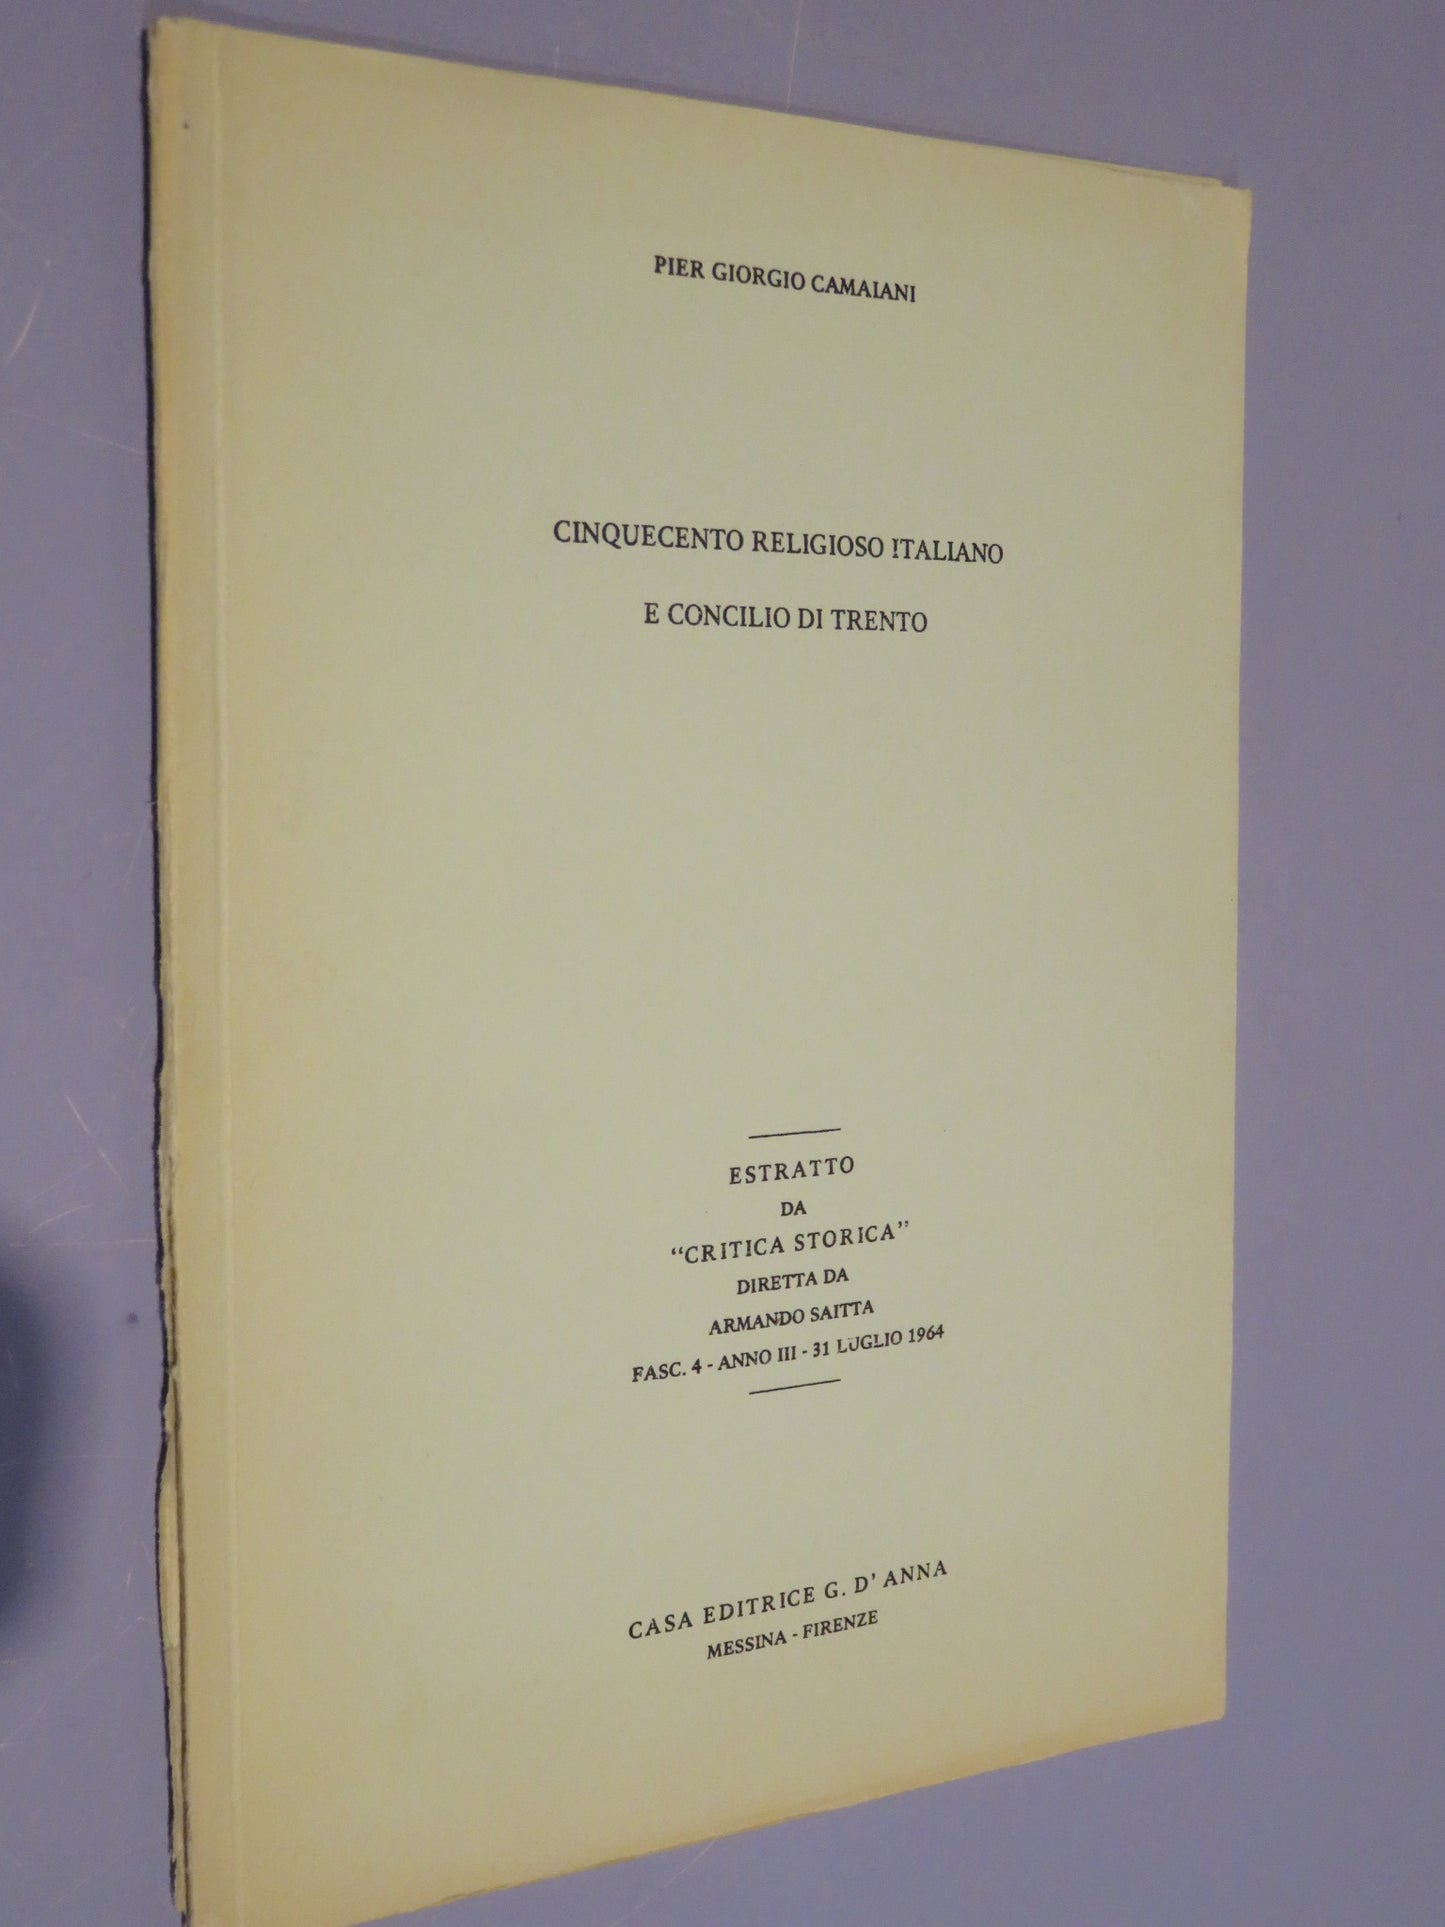 PIER GIORGIO CAMAIANI
CINQUECENTO RELIGIOSO ITALIANO
E CONCILIO DI TRENTO
ESTRATTO
DA
“CRITICA STORICA”
DIRETTA DA
ARMANDO SAITTA
FASC. 4 - ANNO III - 31 LUGLIO 1964
CASA EDITRICE G. D' ANNA
MESSINA - FIRENZE